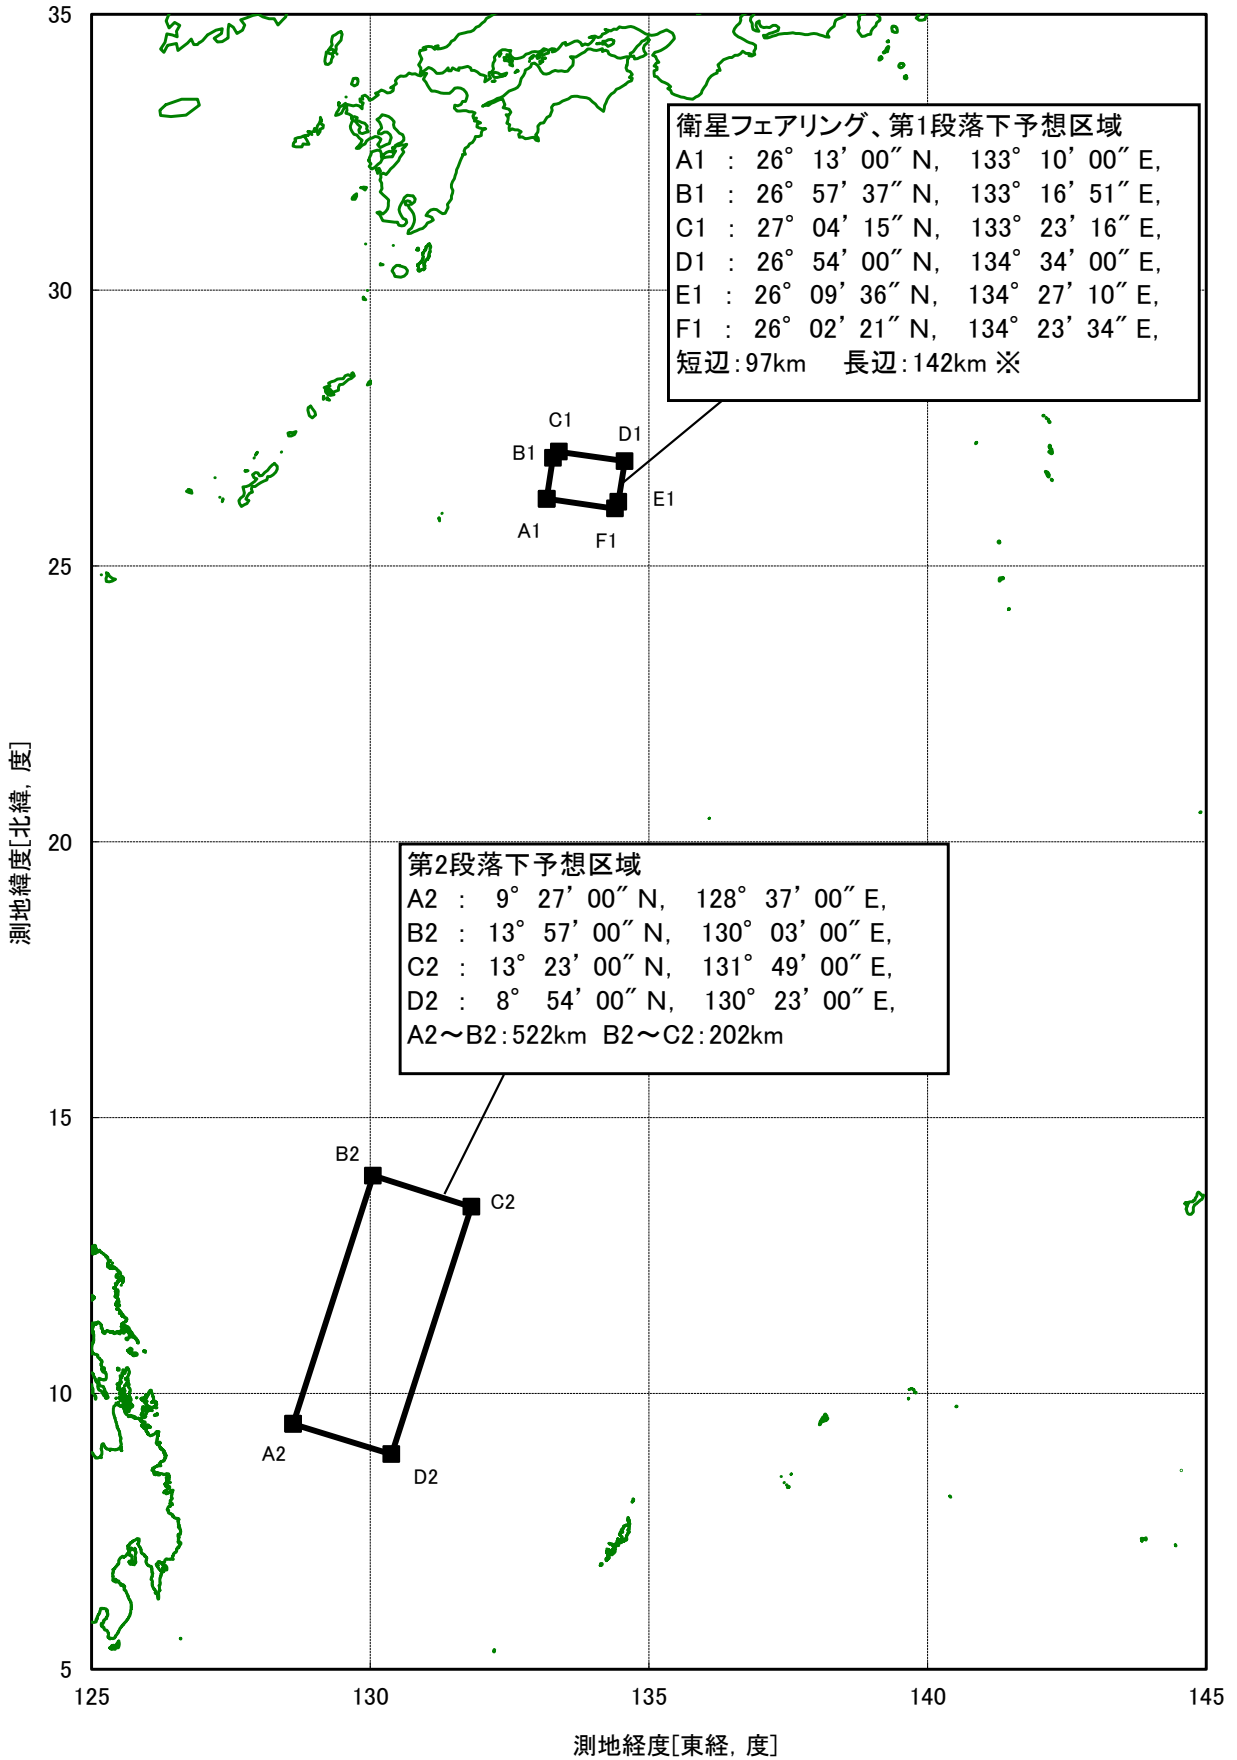 35
衛星フェアリング、第1段落下予想区域
A1 : 26° 13’ 00″ N, 133° 10’ 00″ E,
B1 : 26° 57’ 37″ N, 133° 16’ 51″ E,
C1 : 27° 04’ 15″ N, 133° 23’ 16″ E,
D1 : 26° 54’ 00″ N, 134° 34’ 00″ E,
E1 : 26° 09’ 36″ N, 134° 27’ 10″ E,
F1 : 26° 02’ 21″ N, 134° 23’ 34″ E,
短辺:97km 長辺:142km ※
30
C1
D1
B1
E1
A1
F1
25
測地緯度[北緯, 度]
20
第2段落下予想区域
A2 : 9° 27’ 00″ N, 128° 37’ 00″ E,
B2 : 13° 57’ 00″ N, 130° 03’ 00″ E,
C2 : 13° 23’ 00″ N, 131° 49’ 00″ E,
D2 : 8° 54’ 00″ N, 130° 23’ 00″ E,
A2～B2:522km B2～C2:202km
15
B2
C2
10
A2
D2
5
125 130 135 140 145
測地経度[東経, 度]